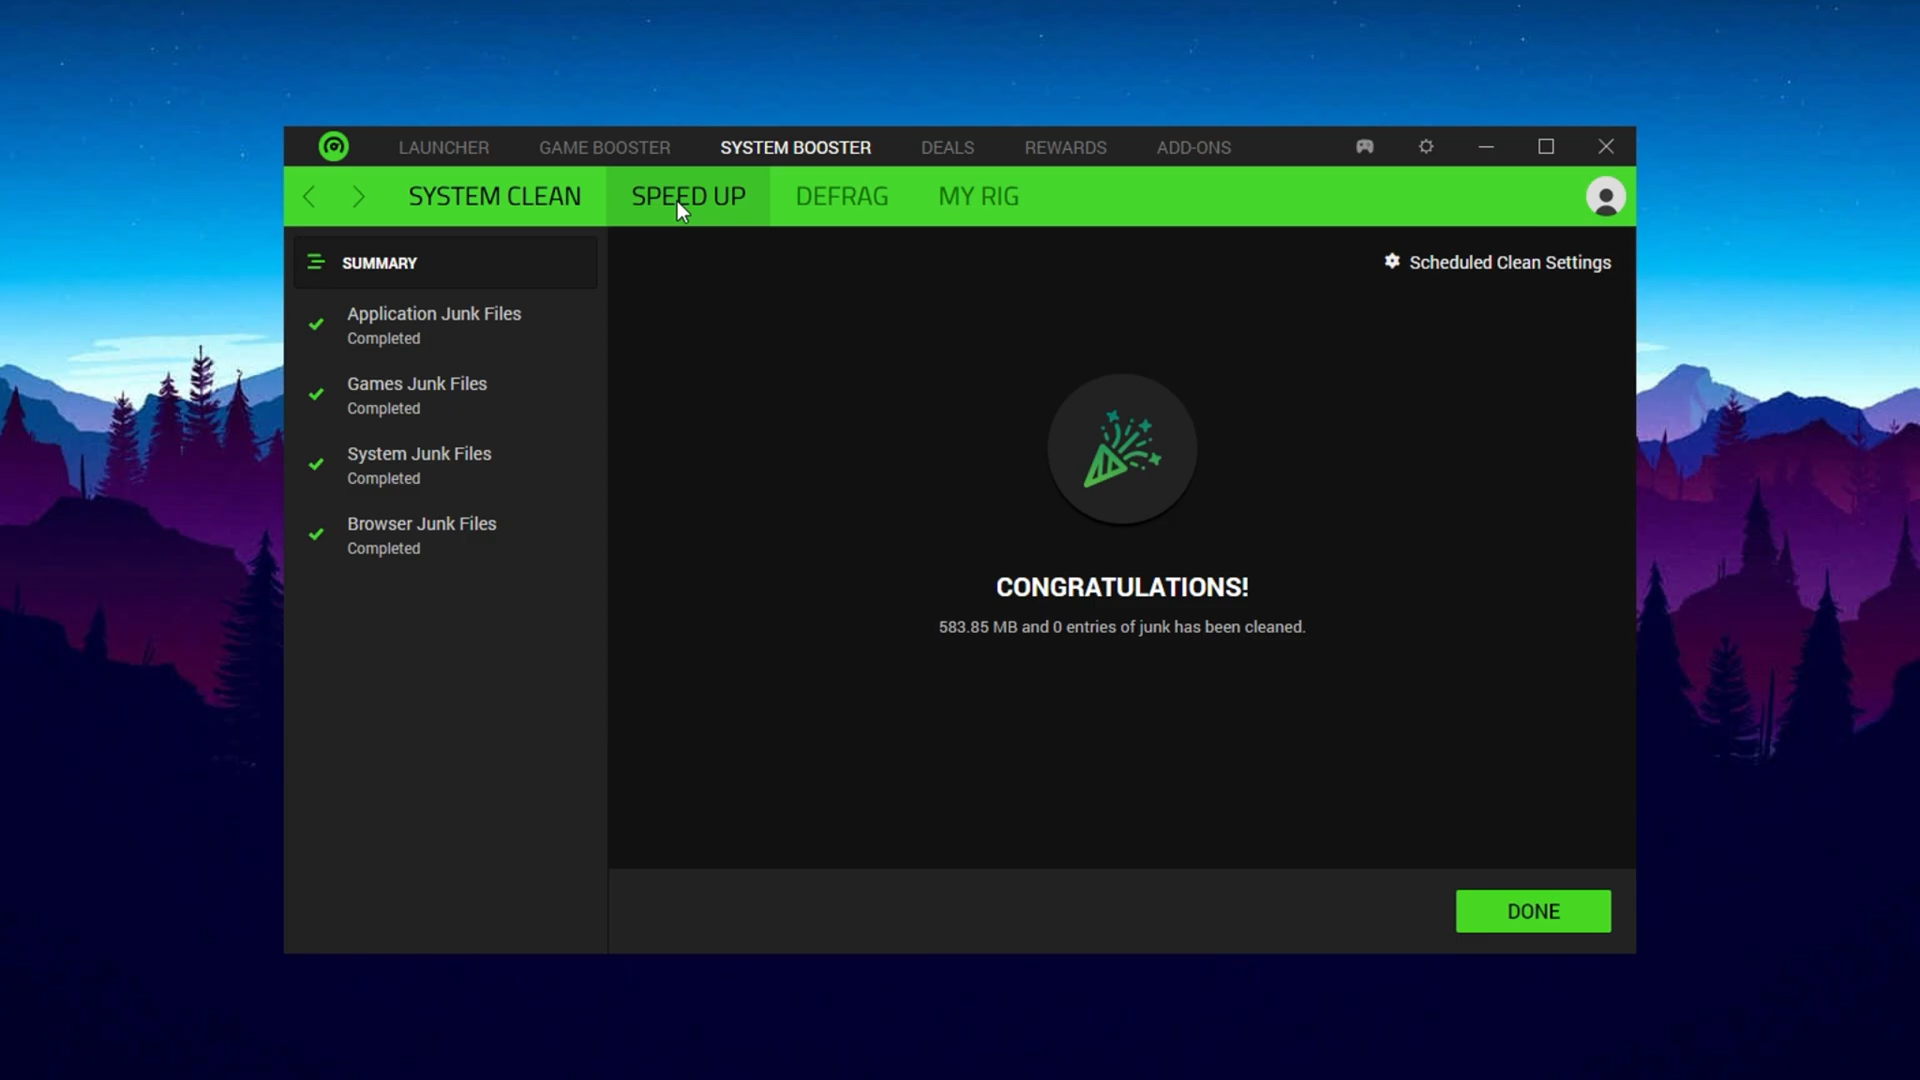 LAUNCHER GAME BOOSTER SYSTEM BOOSTER DEALS REWARDS ADD-ONS
SYSTEM CLEAN SPEED UP DEFRAG MY RIG
SUMMARY
Scheduled Clean Settings
Application Junk Files
Completed
Games Junk Files
Completed
System Junk Files
Completed
Browser Junk Files
Completed
CONGRATULATIONS!
583.85 MB and 0 entries of junk has been cleaned.
DONE